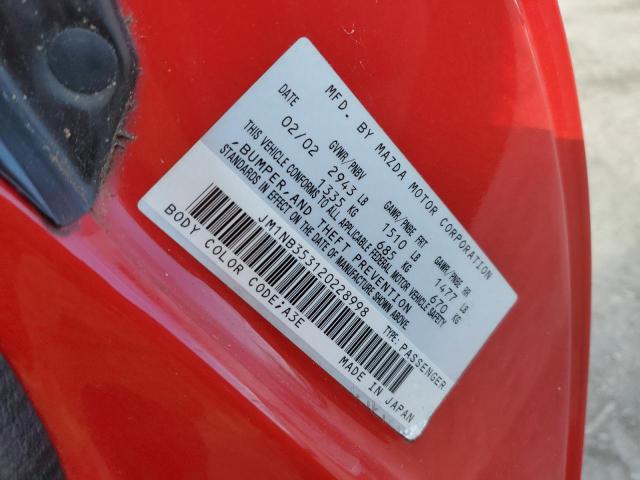 MFD. BY MAZDA MOTOR CORPORATION
DATE GVWR/PNBV GAWR/PNBE FRT GAWR/PNBE RR
02/02 2943 LB 1510 LB 1477 LB
1335 KG 685 KG 670 KG
THIS VEHICLE CONFORMS TO ALL APPLICABLE FEDERAL MOTOR VEHICLE SAFETY
BUMPER, AND THEFT PREVENTION
STANDARDS IN EFFECT ON THE DATE OF MANUFACTURE SHOWN ABOVE.
JM1NB353120228998 TYPE: PASSENGER
BODY COLOR CODE;A3E MADE IN JAPAN